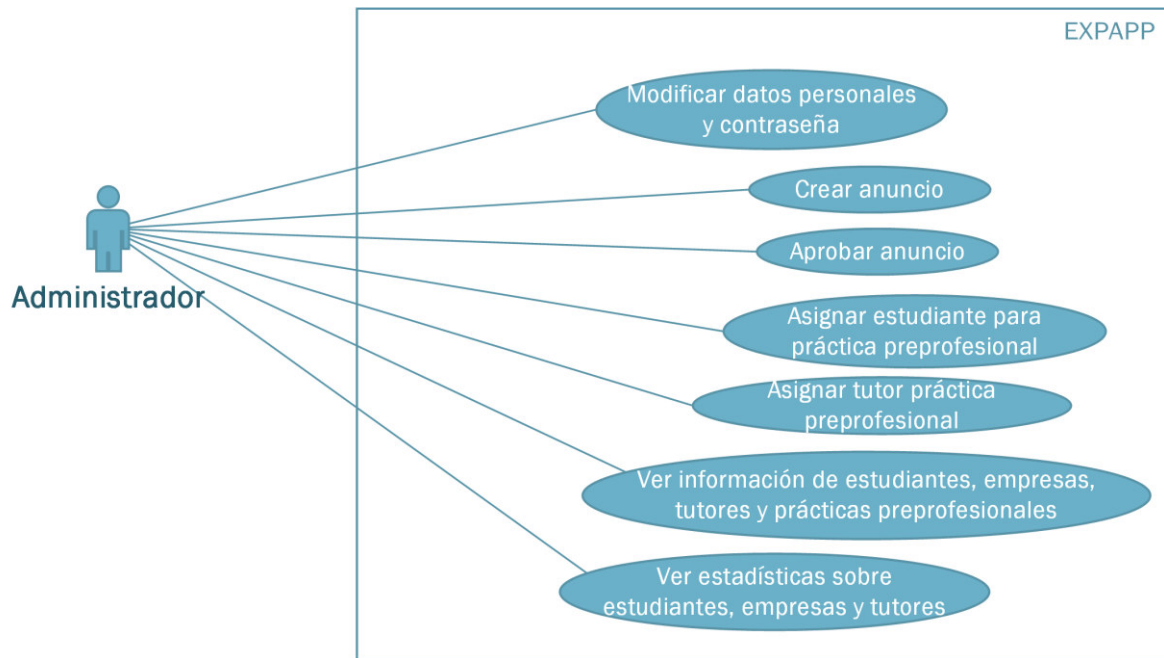 EXPAPP
Modificar datos personales
y contraseña
Crear anuncio
Aprobar anuncio
Administrador
Asignar estudiante para
práctica preprofesional
Asignar tutor práctica
preprofesional
Ver información de estudiantes, empresas,
tutores y prácticas preprofesionales
Ver estadísticas sobre
estudiantes, empresas y tutores